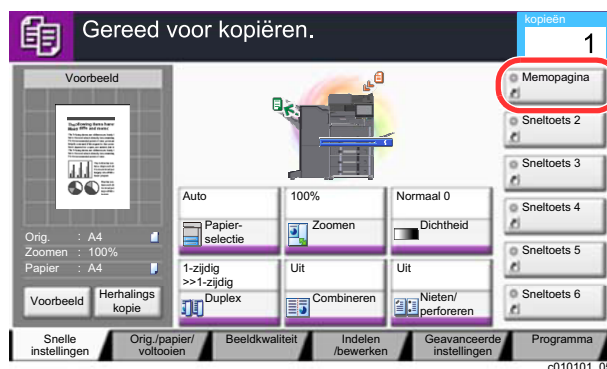 Gereed voor kopiëren.
kopieën
1
Voorbeeld
Orig. : A4
Zoomen : 100%
Papier : A4
Voorbeeld
Herhalings
kopie
Auto
Papier-
selectie
100%
Zoomen
Normaal 0
Dichtheid
1-zijdig
>>1-zijdig
Duplex
Uit
Combineren
Uit
Nieten/
perforeren
Memopagina
Sneltoets 2
Sneltoets 3
Sneltoets 4
Sneltoets 5
Sneltoets 6
Snelle
instellingen
Orig./papier/
voltooien
Beeldkwaliteit
Indelen
/bewerken
Geavanceerde
instellingen
Programma